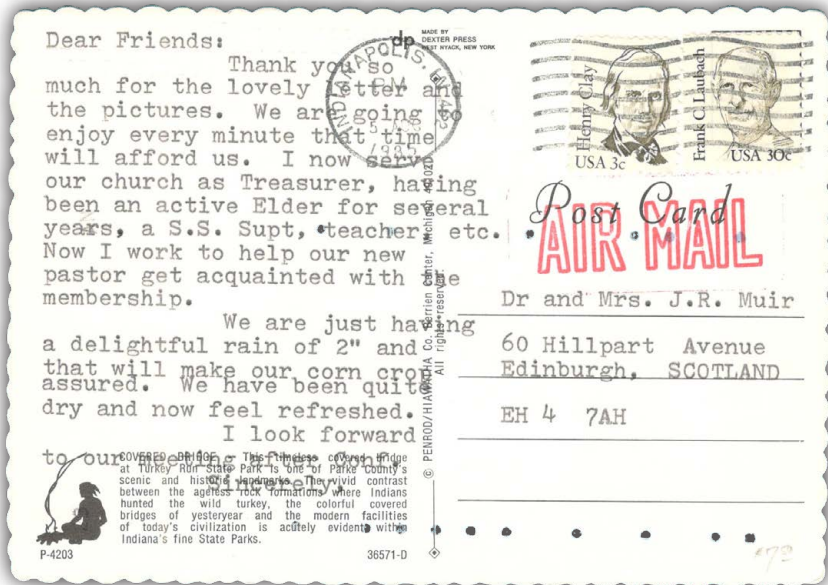 Dear Friends:
Thank you so
much for the lovely letter and
the pictures. We are going to
enjoy every minute that time
will afford us. I now serve
our church as Treasurer, having
been an active Elder for several
years, a S.S. Supt, teacher, etc.
Now I work to help our new
pastor get acquainted with the
membership.
We are just having
a delightful rain of 2" and
that will make our corn crop
assured. We have been quite
dry and now feel refreshed.
I look forward
to our meeting after Conf.
Sincerely,
COVERED BRIDGE - This timeless covered bridge
at Turkey Run State Park is one of Parke County's
scenic and historic landmarks. The vivid contrast
between the ageless rock formations where Indians
hunted the wild turkey, the colorful covered
bridges of yesteryear and the modern facilities
of today's civilization is acutely evident within
Indiana's fine State Parks.
P-4203
36571-D
dp
MADE BY
DEXTER PRESS
WEST NYACK, NEW YORK
INDIANAPOLIS,
PM
1985
© PENROD/HIAWATHA Co. Berrien Center, Michigan
All rights reserved.
Henry Clay
USA 3c
Frank C. Laubach
USA 30c
Post Card
AIR MAIL
Dr and Mrs. J.R. Muir
60 Hillpart Avenue
Edinburgh, SCOTLAND
EH 4 7AH